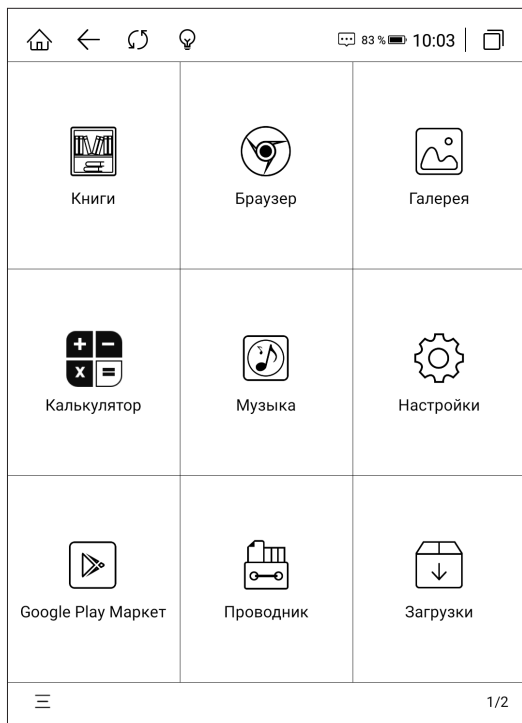 83 % 10:03
Книги Браузер Галерея
Калькулятор Музыка Настройки
Google Play Маркет Проводник Загрузки
1/2